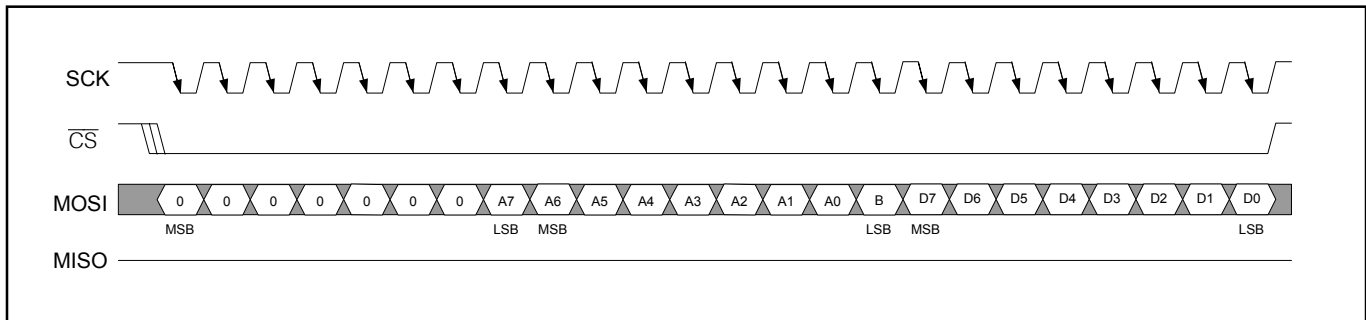 SCK
CS
MOSI 0 0 0 0 0 0 0 A7 A6 A5 A4 A3 A2 A1 A0 B D7 D6 D5 D4 D3 D2 D1 D0
MSB LSB MSB LSB MSB LSB
MISO